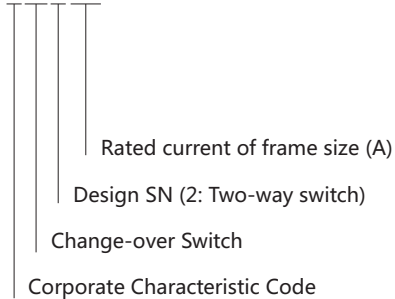 Rated current of frame size (A)
Design SN (2: Two-way switch)
Change-over Switch
Corporate Characteristic Code